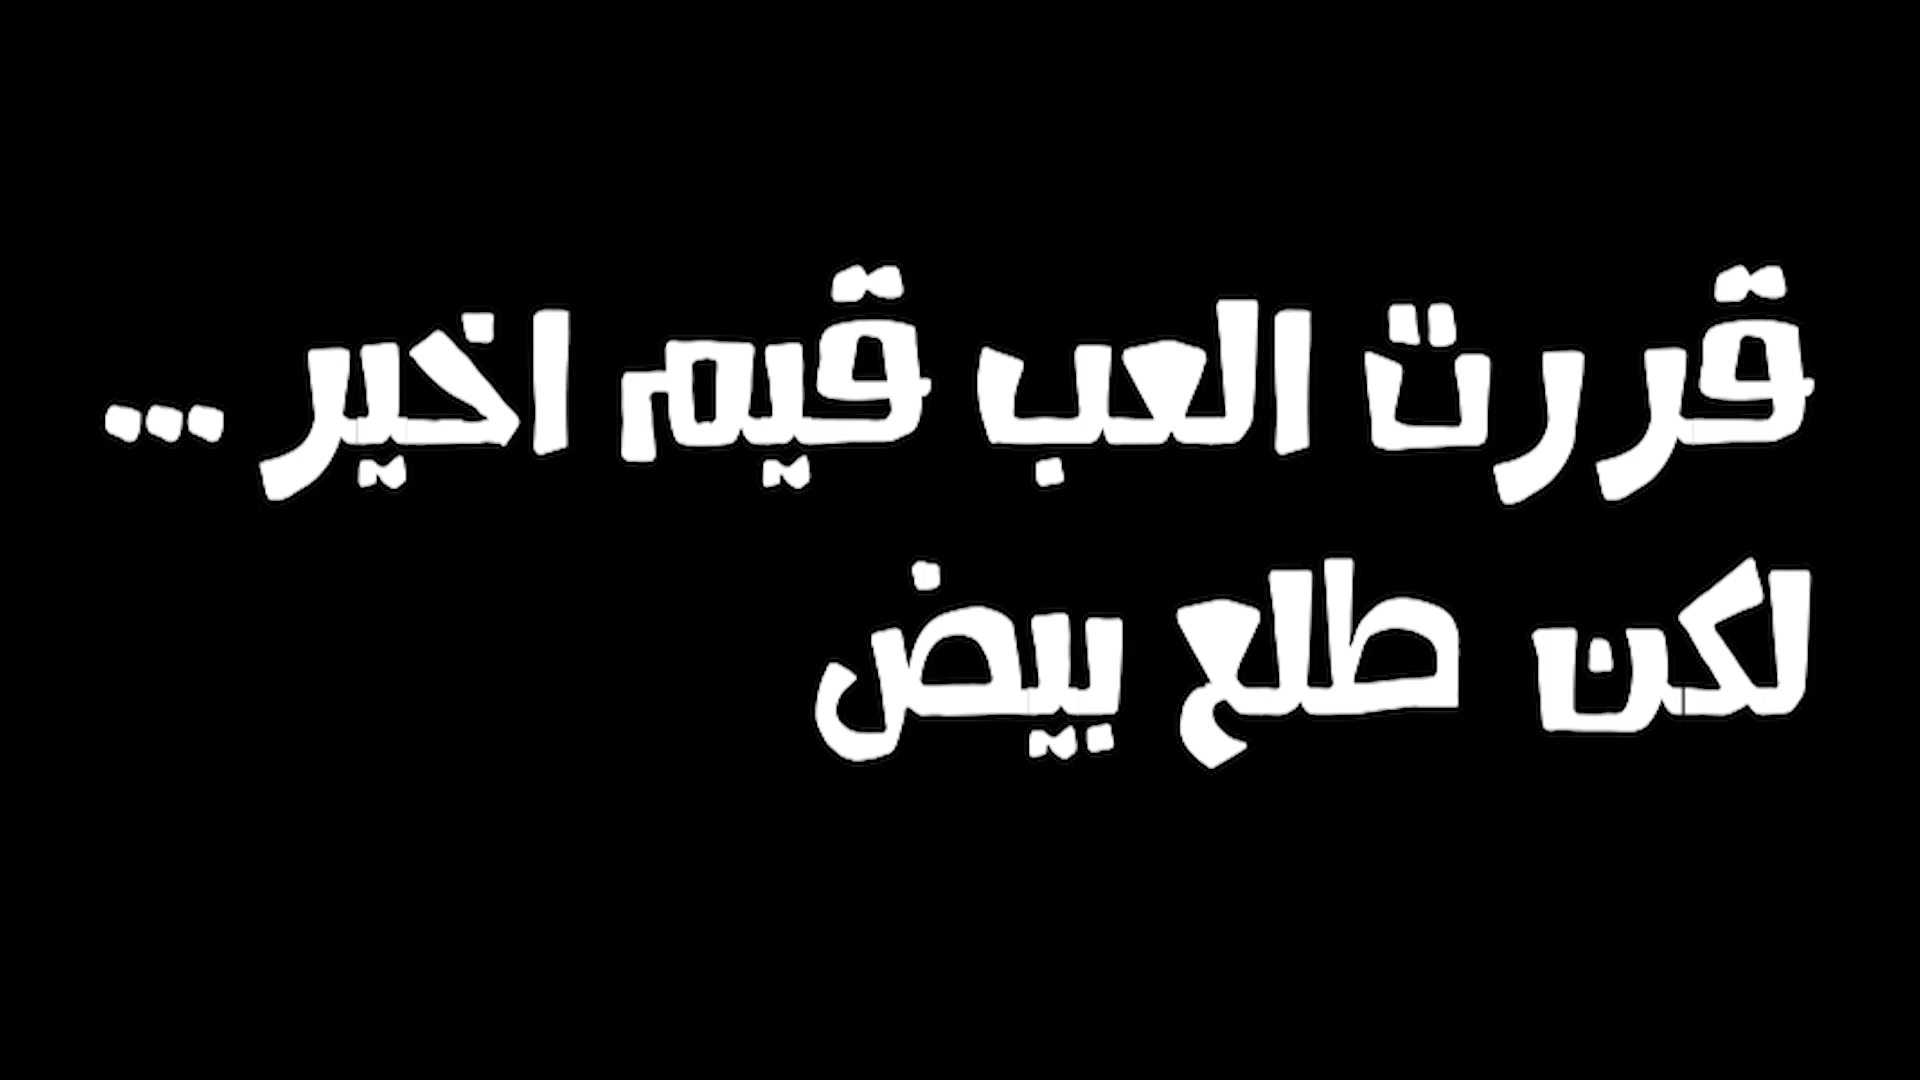 قررت العب قيم اخير ...
لكن طلع بيض